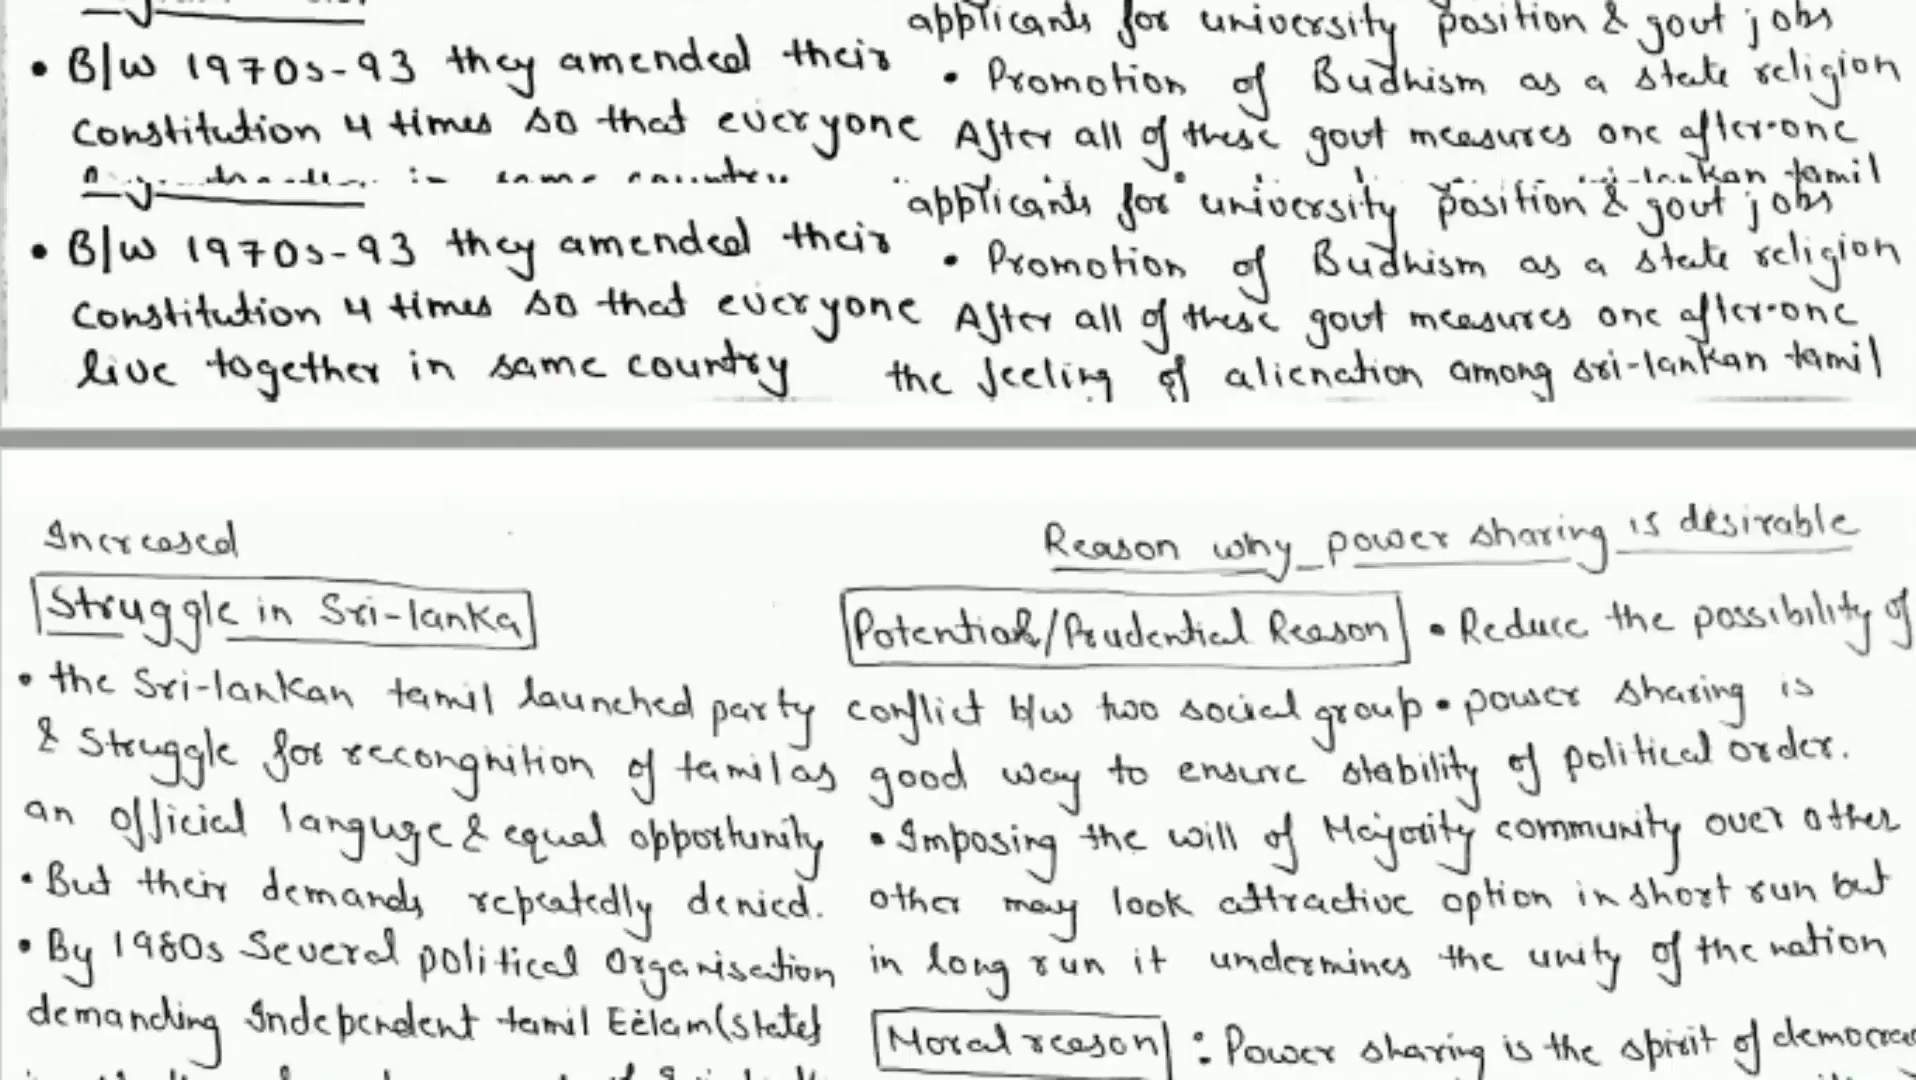 applicants for university position & govt jobs
• B/w 1970s-93 they amended their
• Promotion of Budhism as a state religion
Constitution 4 times so that everyone
After all of these govt measures one after-one
in same country
sri-lankan tamil
applicants for university position & govt jobs
• B/w 1970s-93 they amended their
Constitution 4 times so that everyone
live together in same country
• Promotion of Budhism as a state religion
After all of these govt measures one after-one
the feeling of alienation among sri-lankan tamil
Increased
Struggle in Sri-lanka
• the Sri-lankan tamil launched party
& Struggle for recongnition of tamil as
an official languge & equal opportunity
• But their demands repeatedly denied.
• By 1980s Several political Organisation
demanding Independent tamil Eelam (state)
Reason why power sharing is desirable
Potential/Prudential Reason • Reduce the possibility of
conflict b/w two social group • power sharing is
good way to ensure stability of political order.
• Imposing the will of Majority community over other
other may look attractive option in short run but
in long run it undermines the unity of the nation
Moral reason : Power sharing is the spirit of democrac